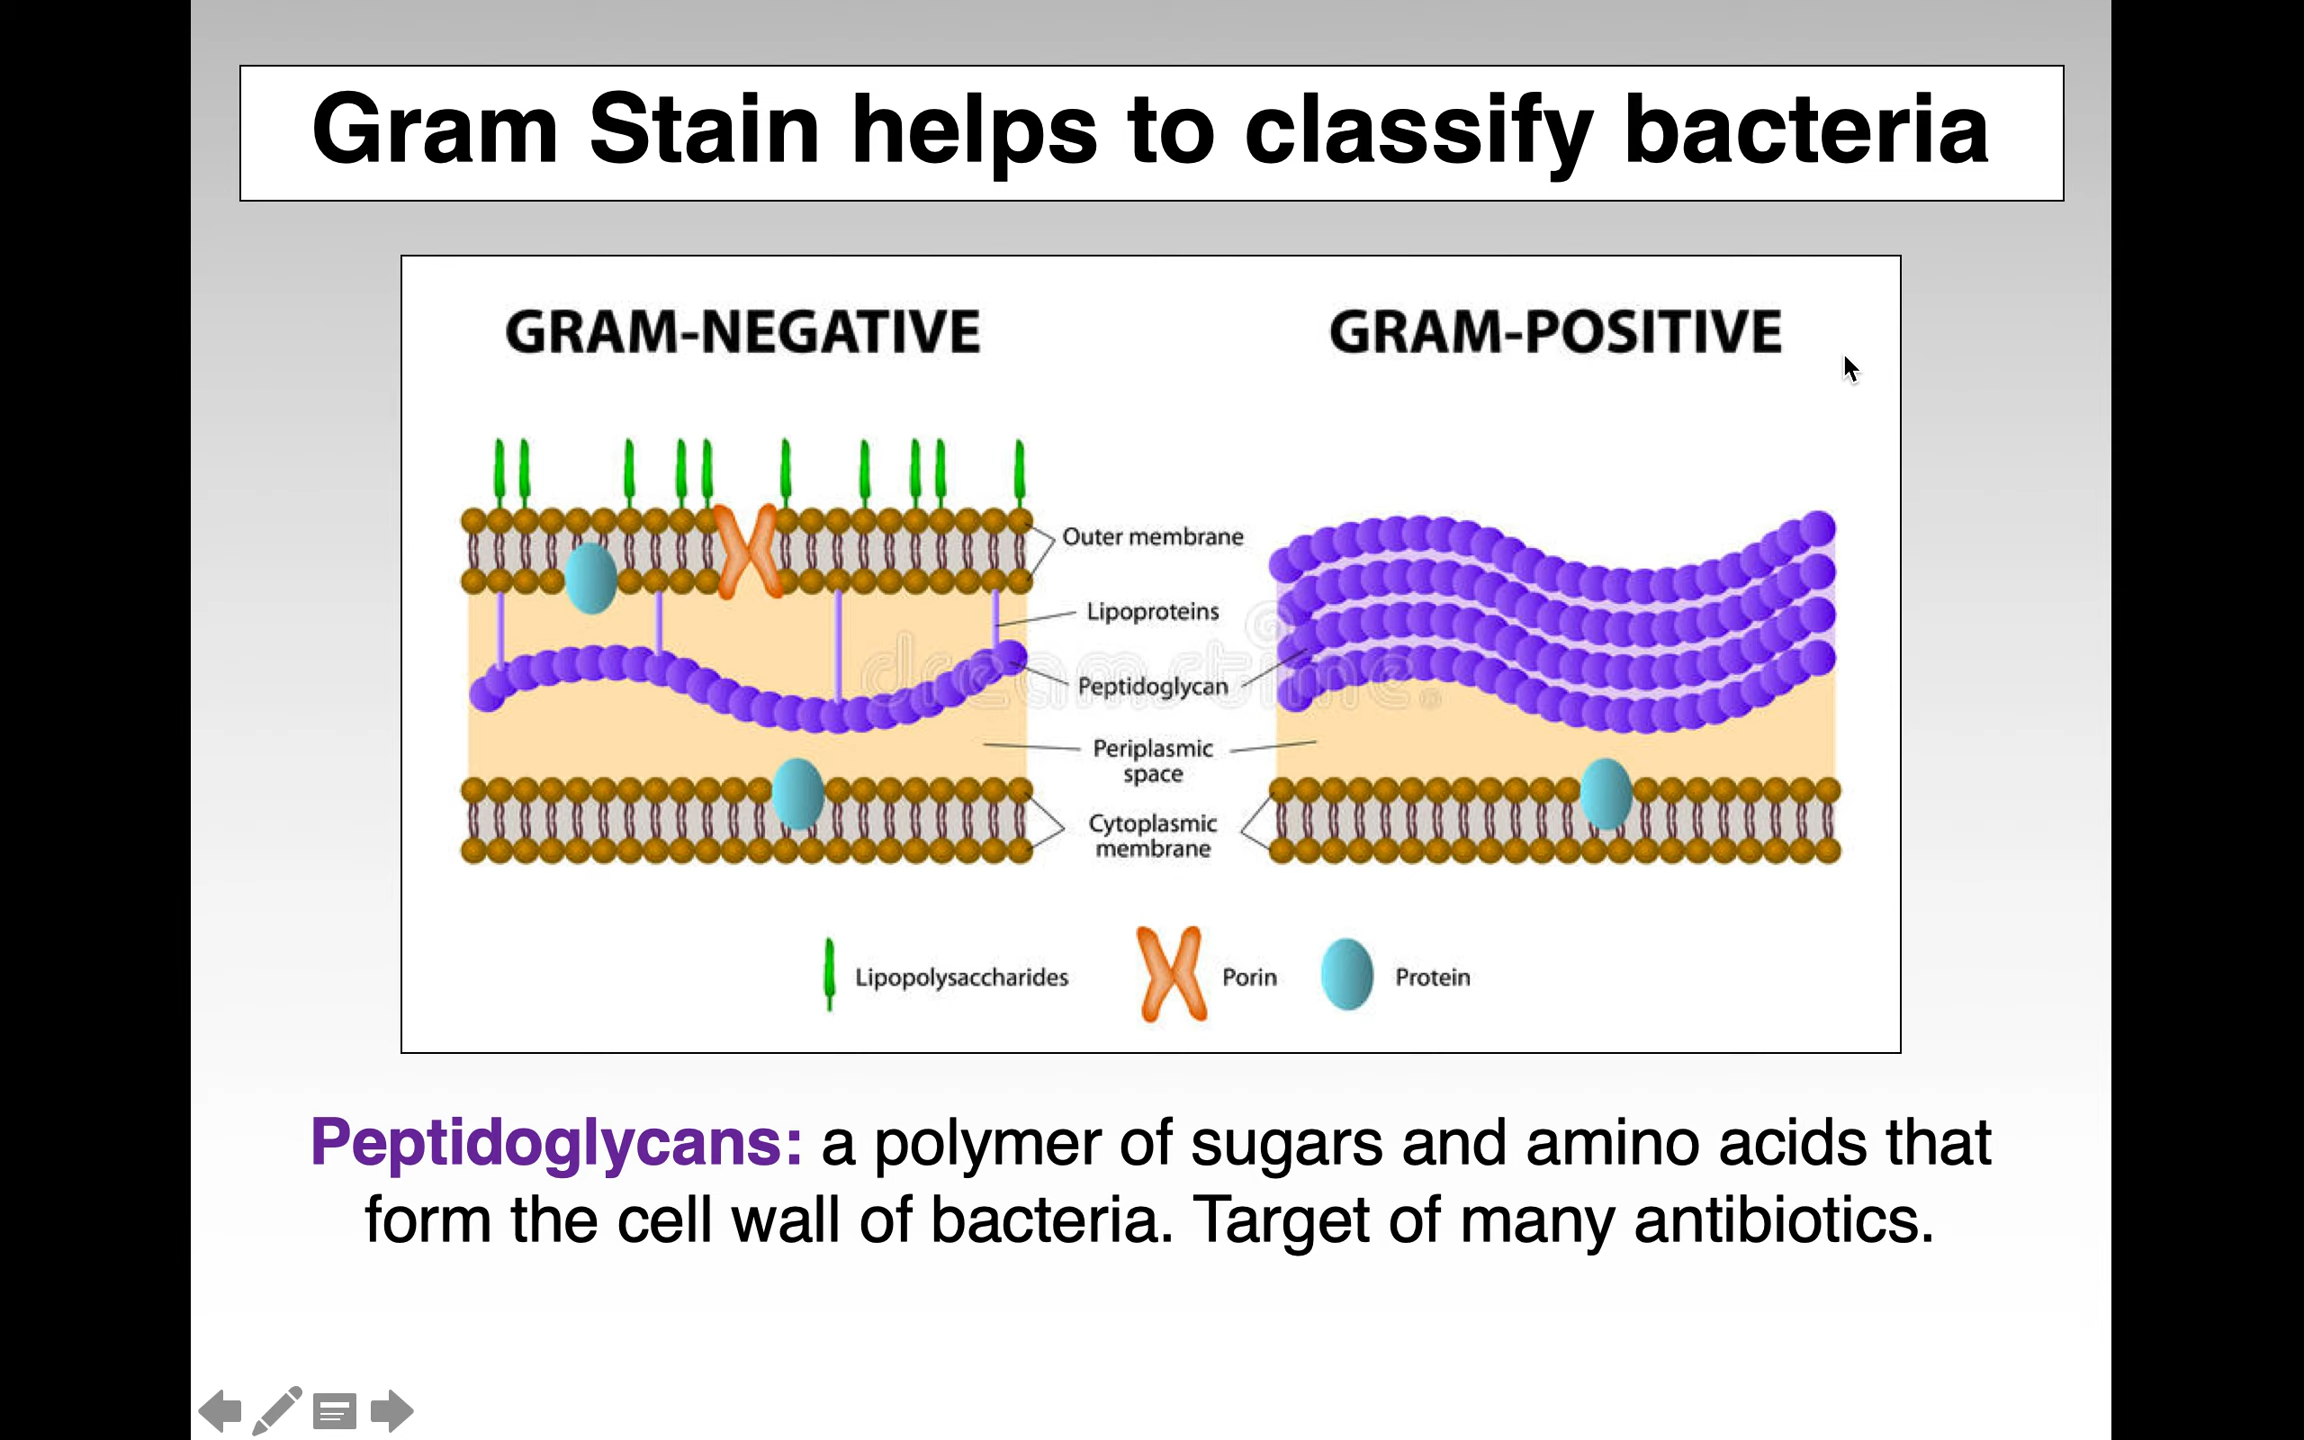 Gram Stain helps to classify bacteria
GRAM-NEGATIVE
GRAM-POSITIVE
Outer membrane
Lipoproteins
dreamstime.
Peptidoglycan
Periplasmic
space
Cytoplasmic
membrane
Lipopolysaccharides
Porin
Protein
Peptidoglycans: a polymer of sugars and amino acids that
form the cell wall of bacteria. Target of many antibiotics.